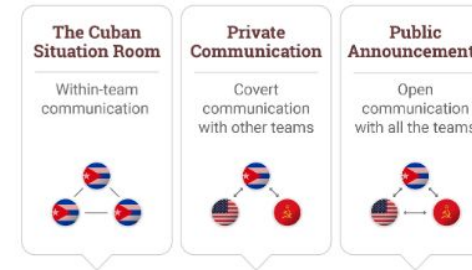 The Cuban
Situation Room
Within-team
communication
Private
Communication
Covert
communication
with other teams
Public
Announcement
Open
communication
with all the teams